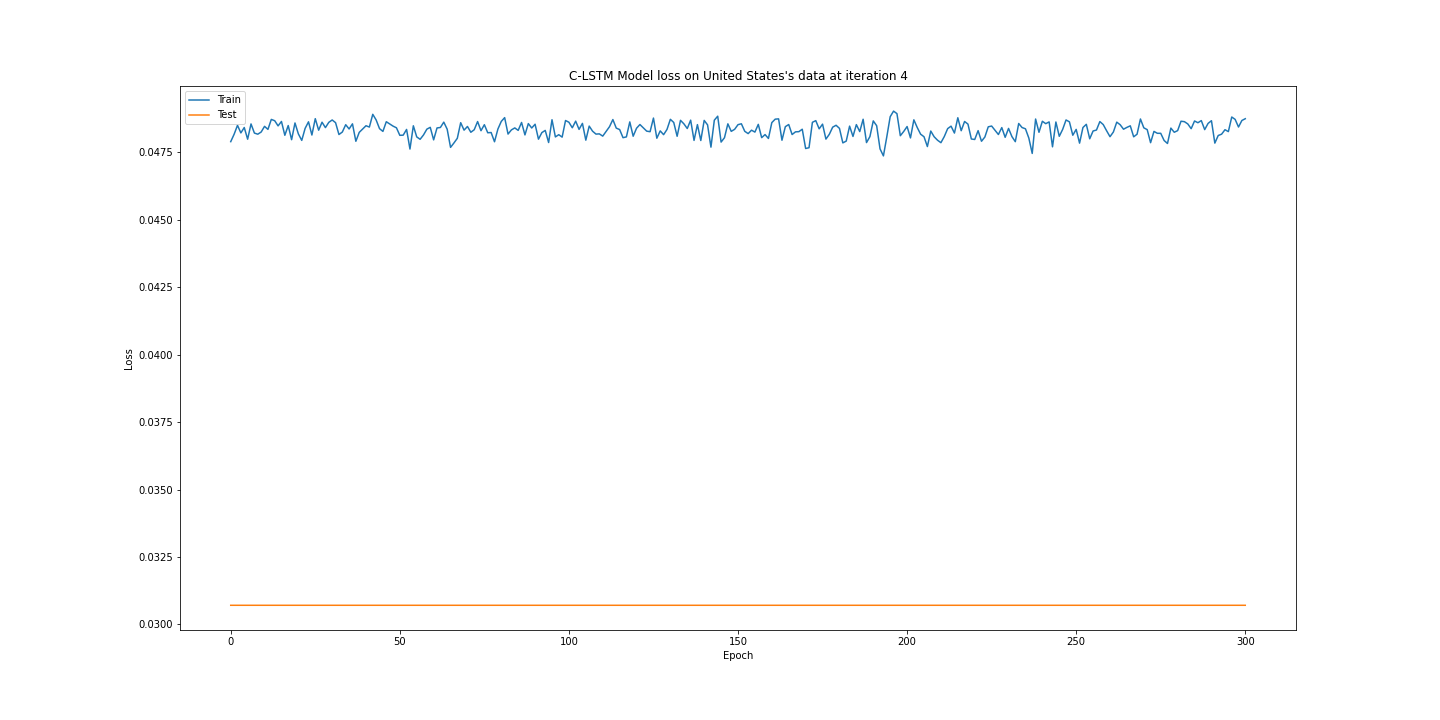 C-LSTM Model loss on United States's data at iteration 4
Train
Test
0.0475
0.0450
0.0425
0.0400
0.0375
0.0350
0.0325
0.0300
Loss
0 50 100 150 200 250 300
Epoch